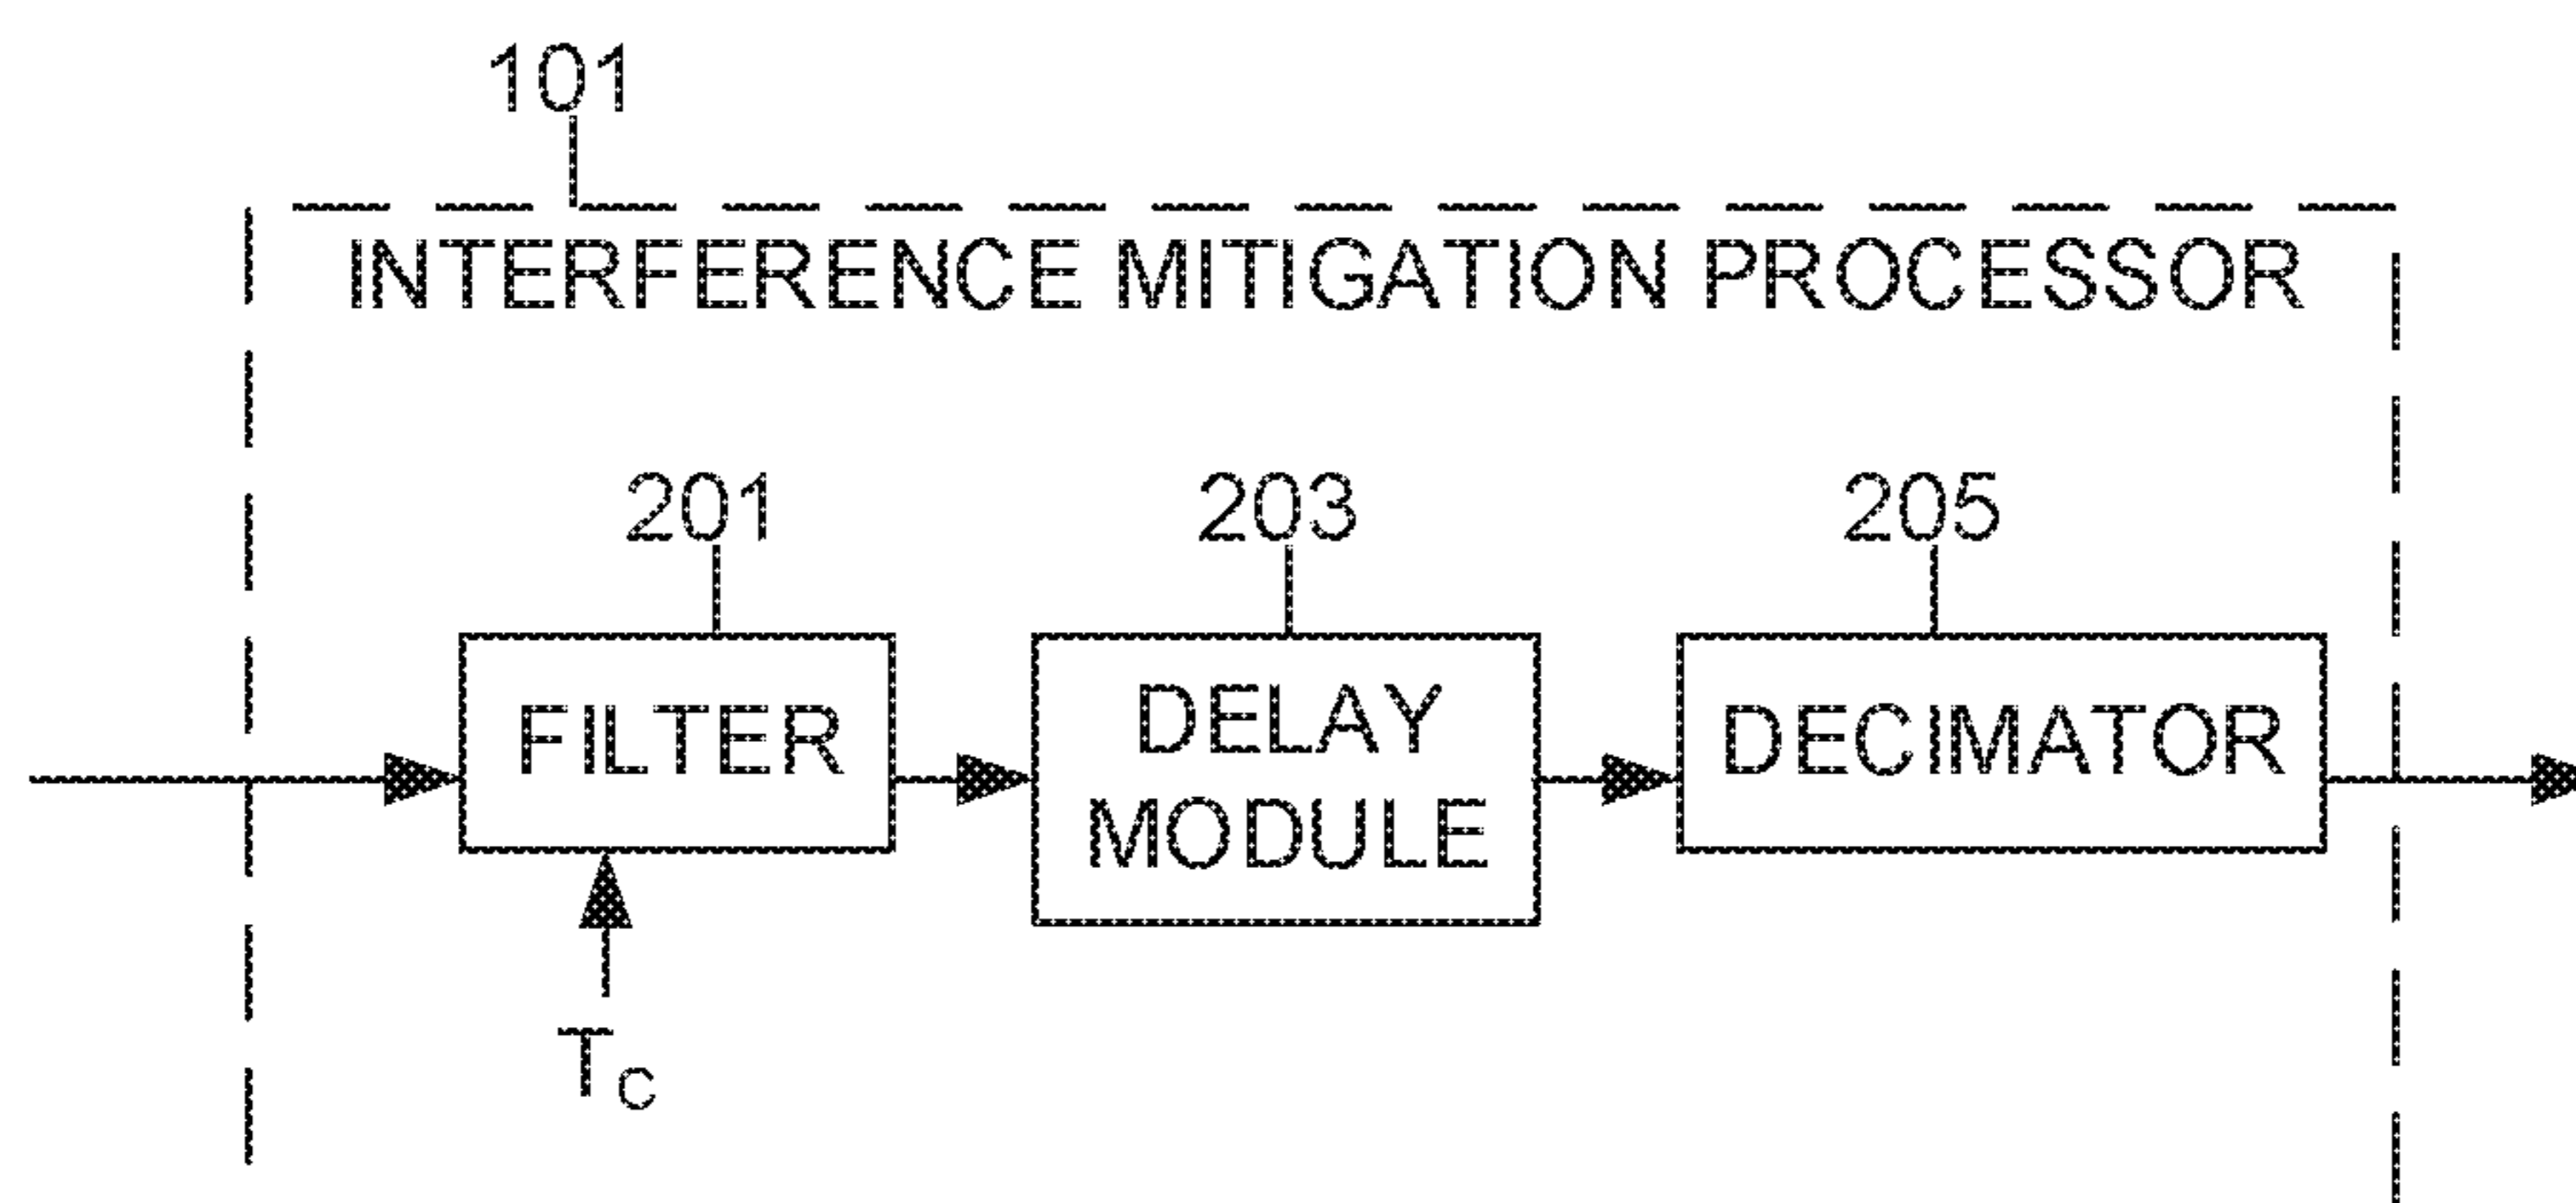 101
INTERFERENCE MITIGATION PROCESSOR
201
203
205
FILTER
DELAY
MODULE
DECIMATOR
TC